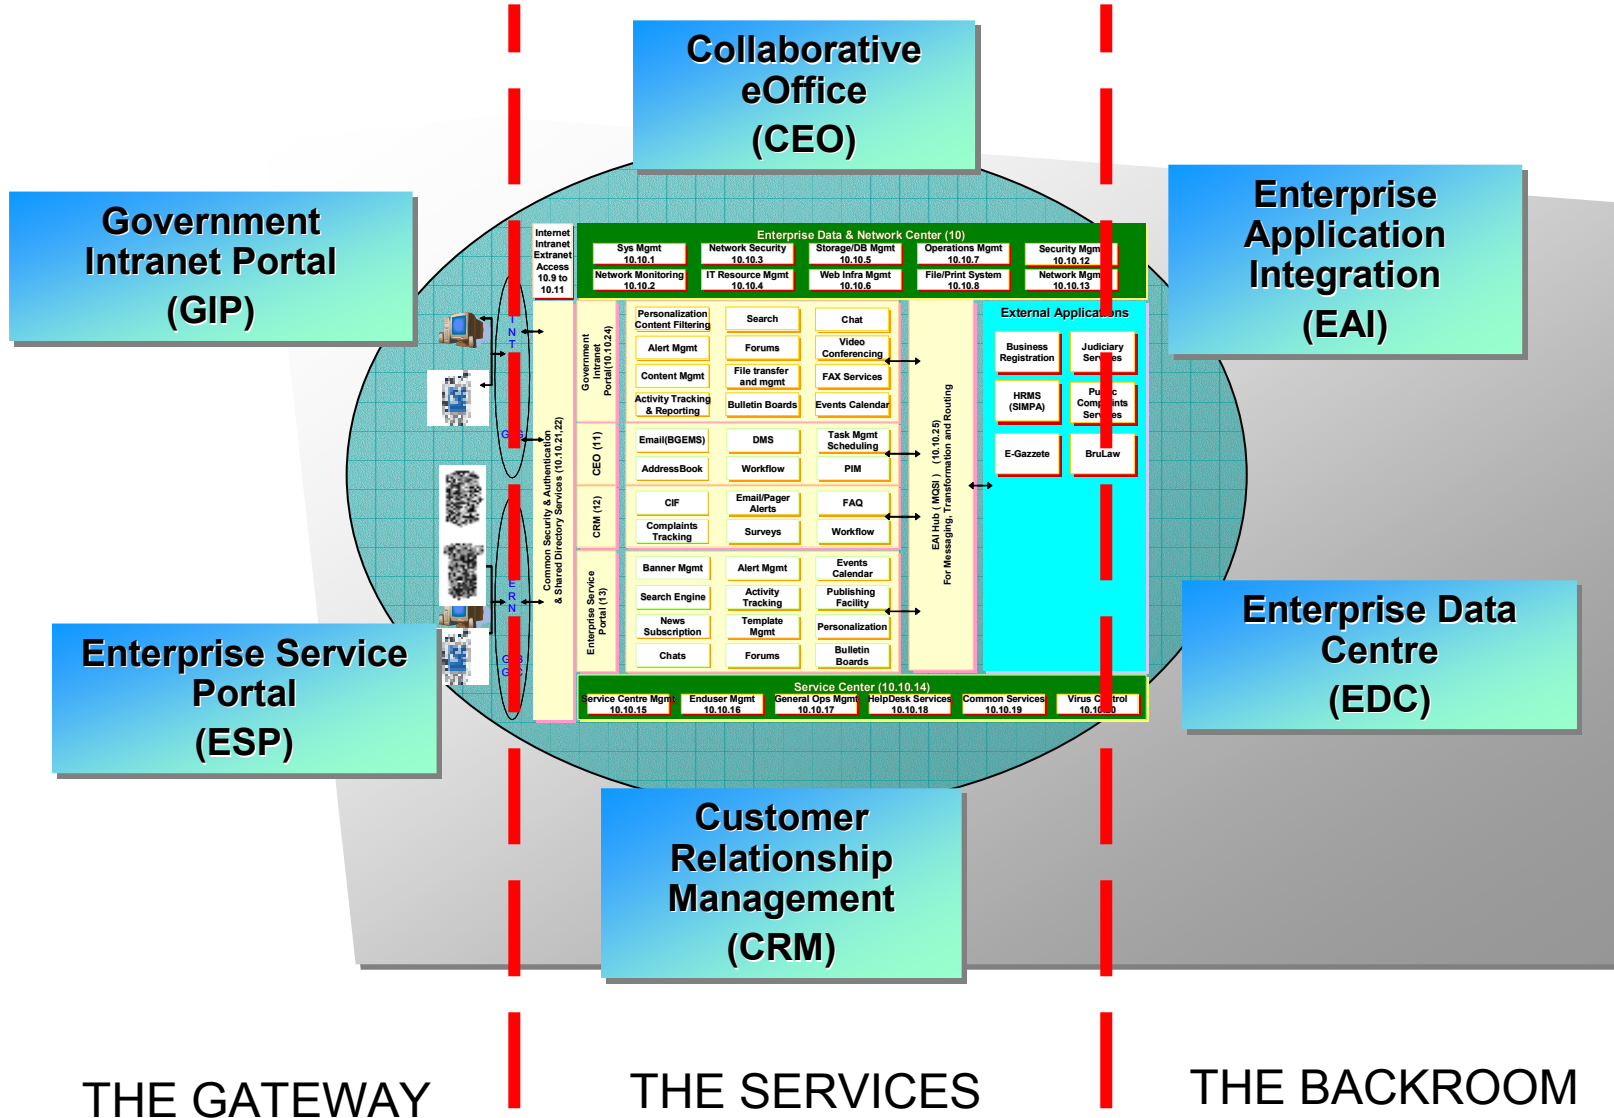 Collaborative
eOffice
(CEO)
Government
Intranet Portal
(GIP)
Enterprise
Application
Integration
(EAI)
Enterprise Service
Portal
(ESP)
Enterprise Data
Centre
(EDC)
Customer
Relationship
Management
(CRM)
Internet
Intranet
Extranet
Access
10.9 to
10.11
Enterprise Data & Network Center (10)
Sys Mgmt
10.10.1
Network Security
10.10.3
Storage/DB Mgmt
10.10.5
Operations Mgmt
10.10.7
Security Mgm
10.10.12
Network Monitoring
10.10.2
IT Resource Mgmt
10.10.4
Web Infra Mgmt
10.10.6
File/Print System
10.10.8
Network Mgm
10.10.13
Common Security & Authentication
& Shared Directory Services (10.10.21,22)
Government
Intranet
Portal(10.10.24)
Personalization
Content Filtering
Search
Chat
Alert Mgmt
Forums
Video
Conferencing
Content Mgmt
File transfer
and mgmt
FAX Services
Activity Tracking
& Reporting
Bulletin Boards
Events Calendar
CEO (11)
Email(BGEMS)
DMS
Task Mgmt
Scheduling
AddressBook
Workflow
PIM
CRM (12)
CIF
Email/Pager
Alerts
FAQ
Complaints
Tracking
Surveys
Workflow
Enterprise Service
Portal (13)
Banner Mgmt
Alert Mgmt
Events
Calendar
Search Engine
Activity
Tracking
Publishing
Facility
News
Subscription
Template
Mgmt
Personalization
Chats
Forums
Bulletin
Boards
EAI Hub ( MQSI ) (10.10.25)
For Messaging, Transformation and Routing
External Applications
Business
Registration
Judiciary
Services
HRMS
(SIMPA)
Public
Complaints
Services
E-Gazzete
BruLaw
Service Center (10.10.14)
Service Centre Mgmt
10.10.15
Enduser Mgmt
10.10.16
General Ops Mgmt
10.10.17
HelpDesk Services
10.10.18
Common Services
10.10.19
Virus Control
10.10.20
THE GATEWAY
THE SERVICES
THE BACKROOM